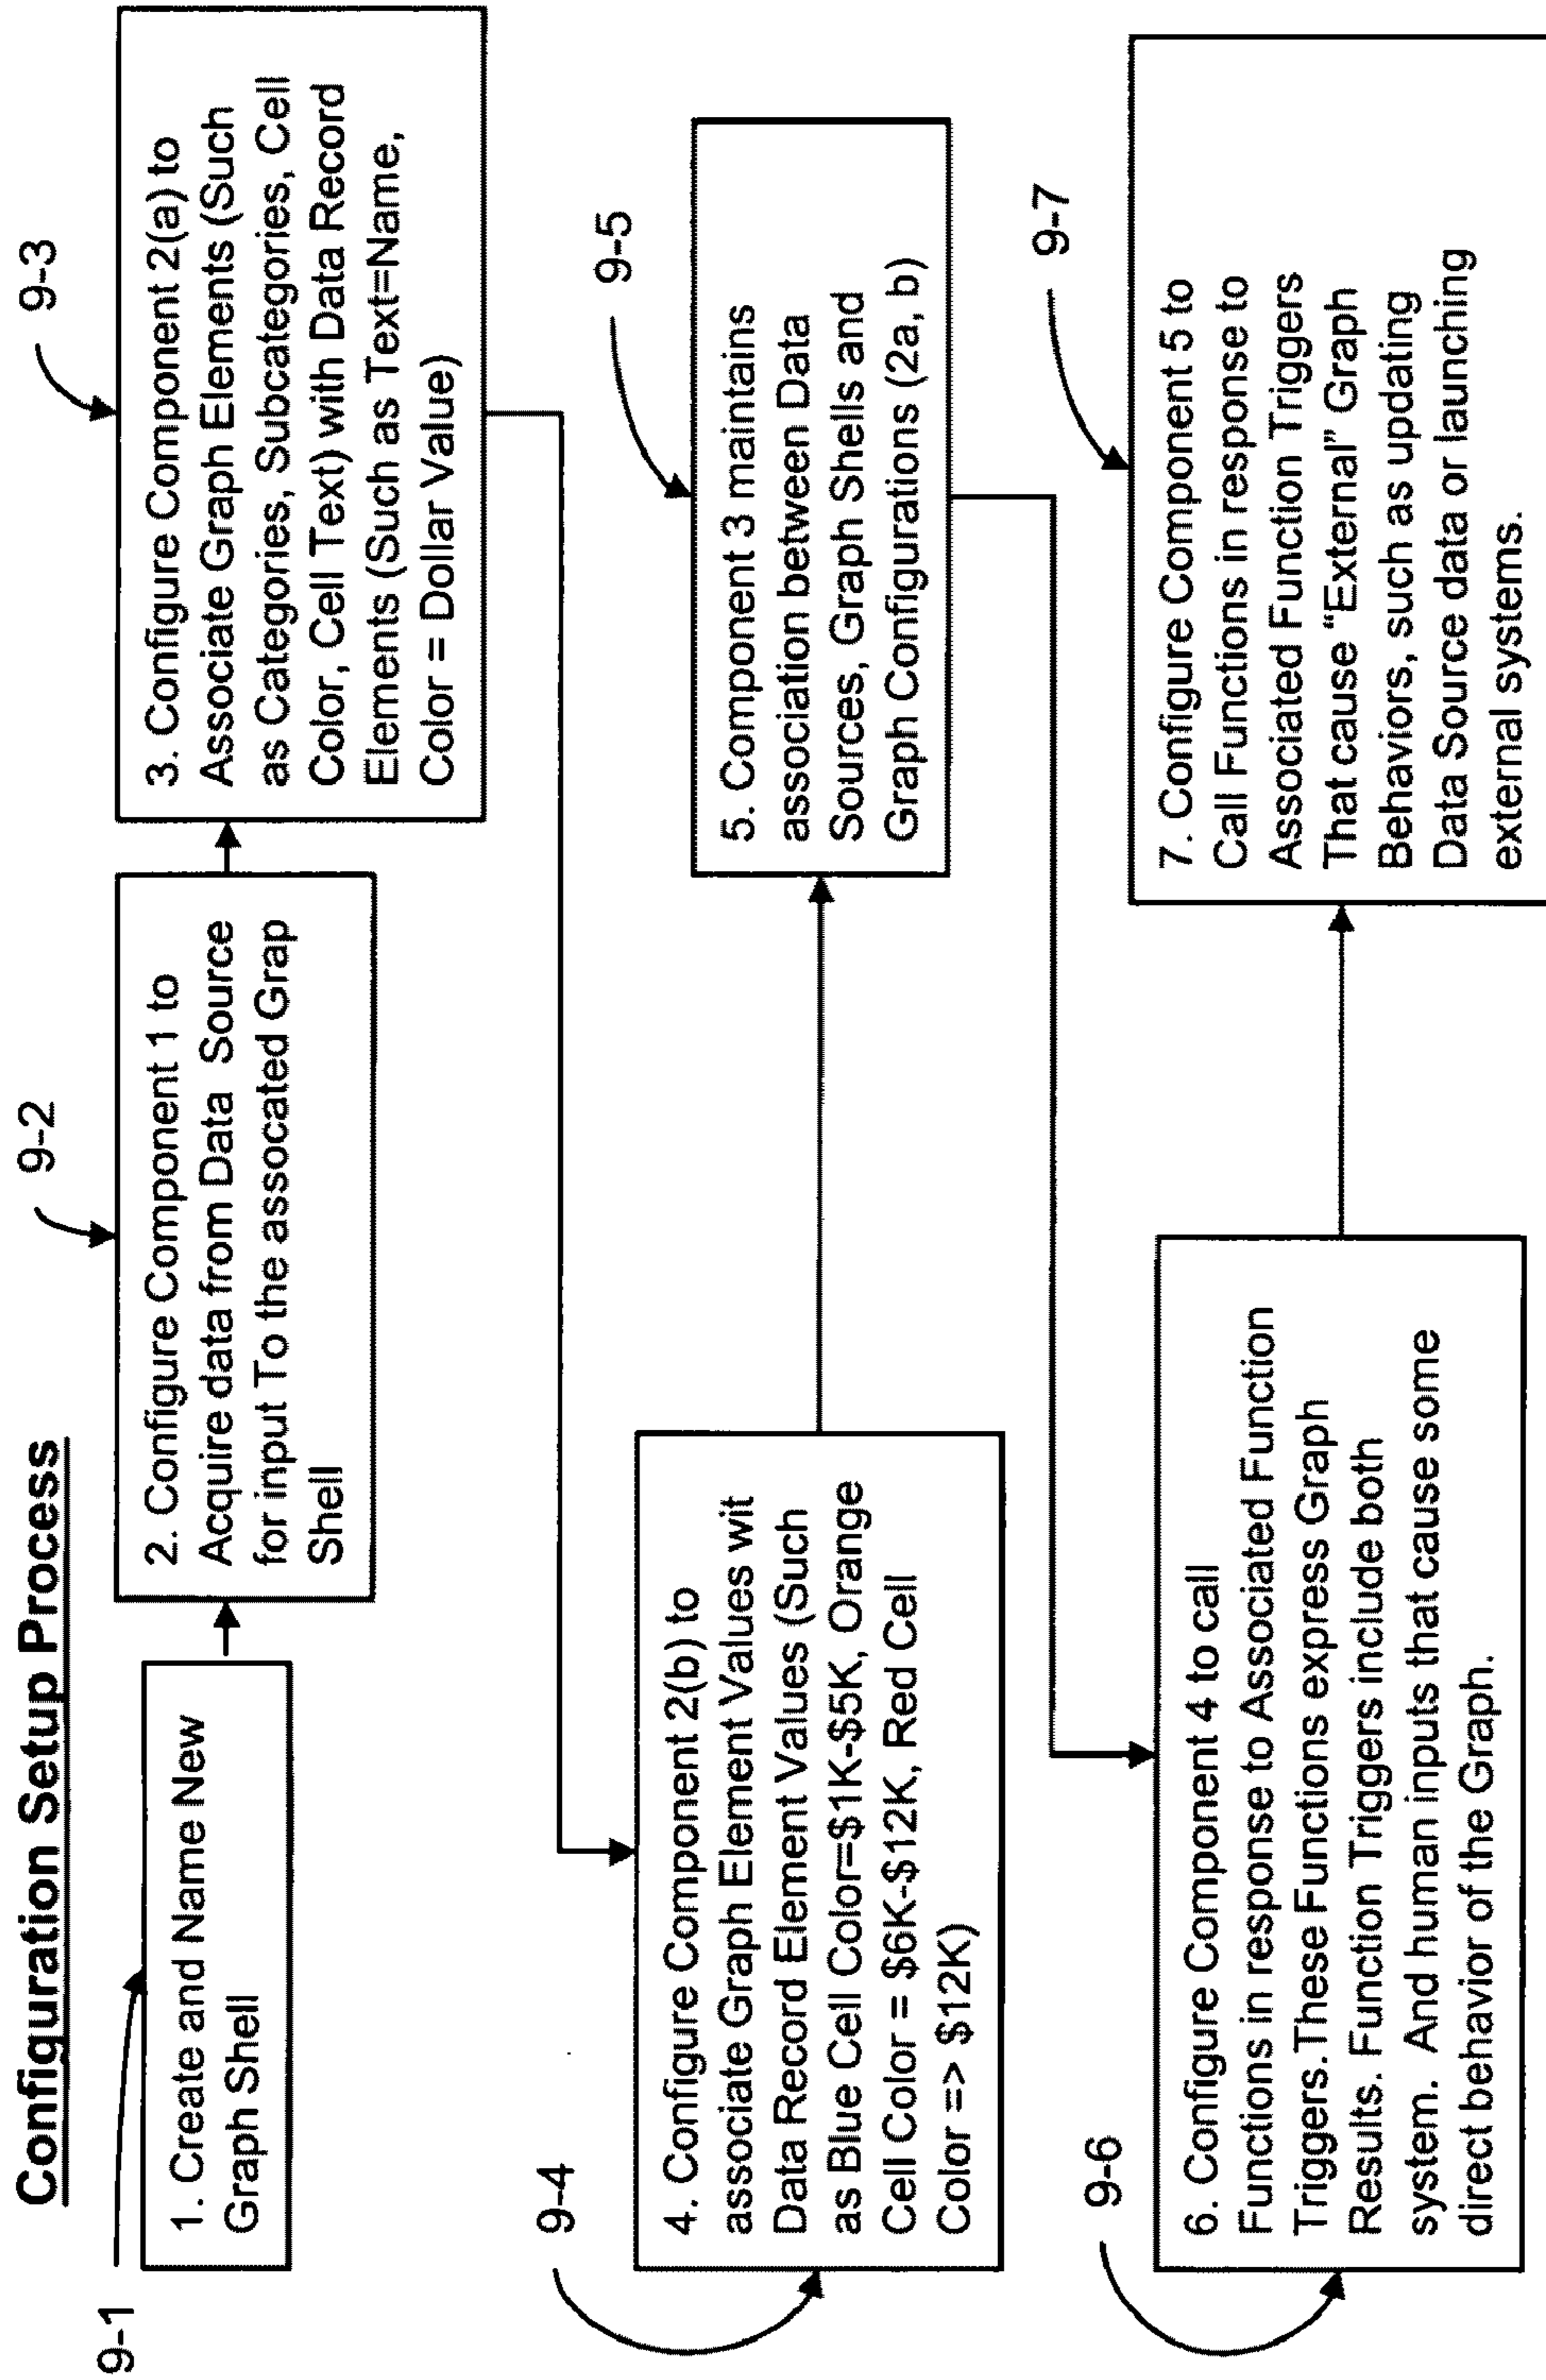 Configuration Setup Process
9-1
1. Create and Name New
Graph Shell
9-2
2. Configure Component 1 to
Acquire data from Data Source
for input To the assocated Grap
Shell
9-3
3. Configure Component 2(a) to
Associate Graph Elements (Such
as Categories, Subcategories, Cell
Color, Cell Text) with Data Record
Elements (Such as Text=Name,
Color = Dollar Value)
9-4
4. Configure Component 2(b) to
associate Graph Element Values wit
Data Record Element Values (Such
as Blue Cell Color=$1K-$5K, Orange
Cell Color = $6K-$12K, Red Cell
Color => $12K)
9-5
5. Component 3 maintains
association between Data
Sources, Graph Shells and
Graph Configurations (2a, b)
9-6
6. Configure Component 4 to call
Functions in response to Associated Function
Triggers.These Functions express Graph
Results. Function Triggers include both
system. And human inputs that cause some
direct behavior of the Graph.
9-7
7. Configure Component 5 to
Call Functions in response to
Associated Function Triggers
That cause “External” Graph
Behaviors, such as updating
Data Source data or launching
external systems.